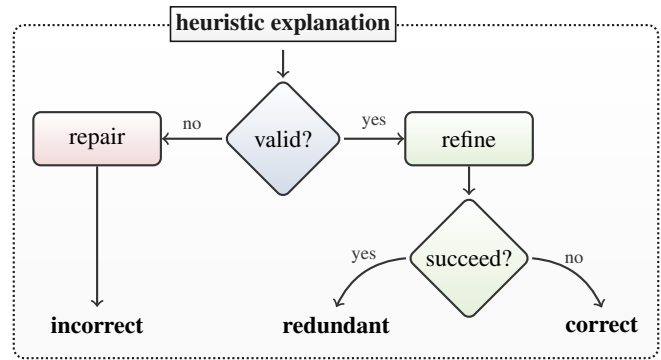 heuristic explanation
no
yes
repair
valid?
refine
yes
succeed?
no
incorrect
redundant
correct